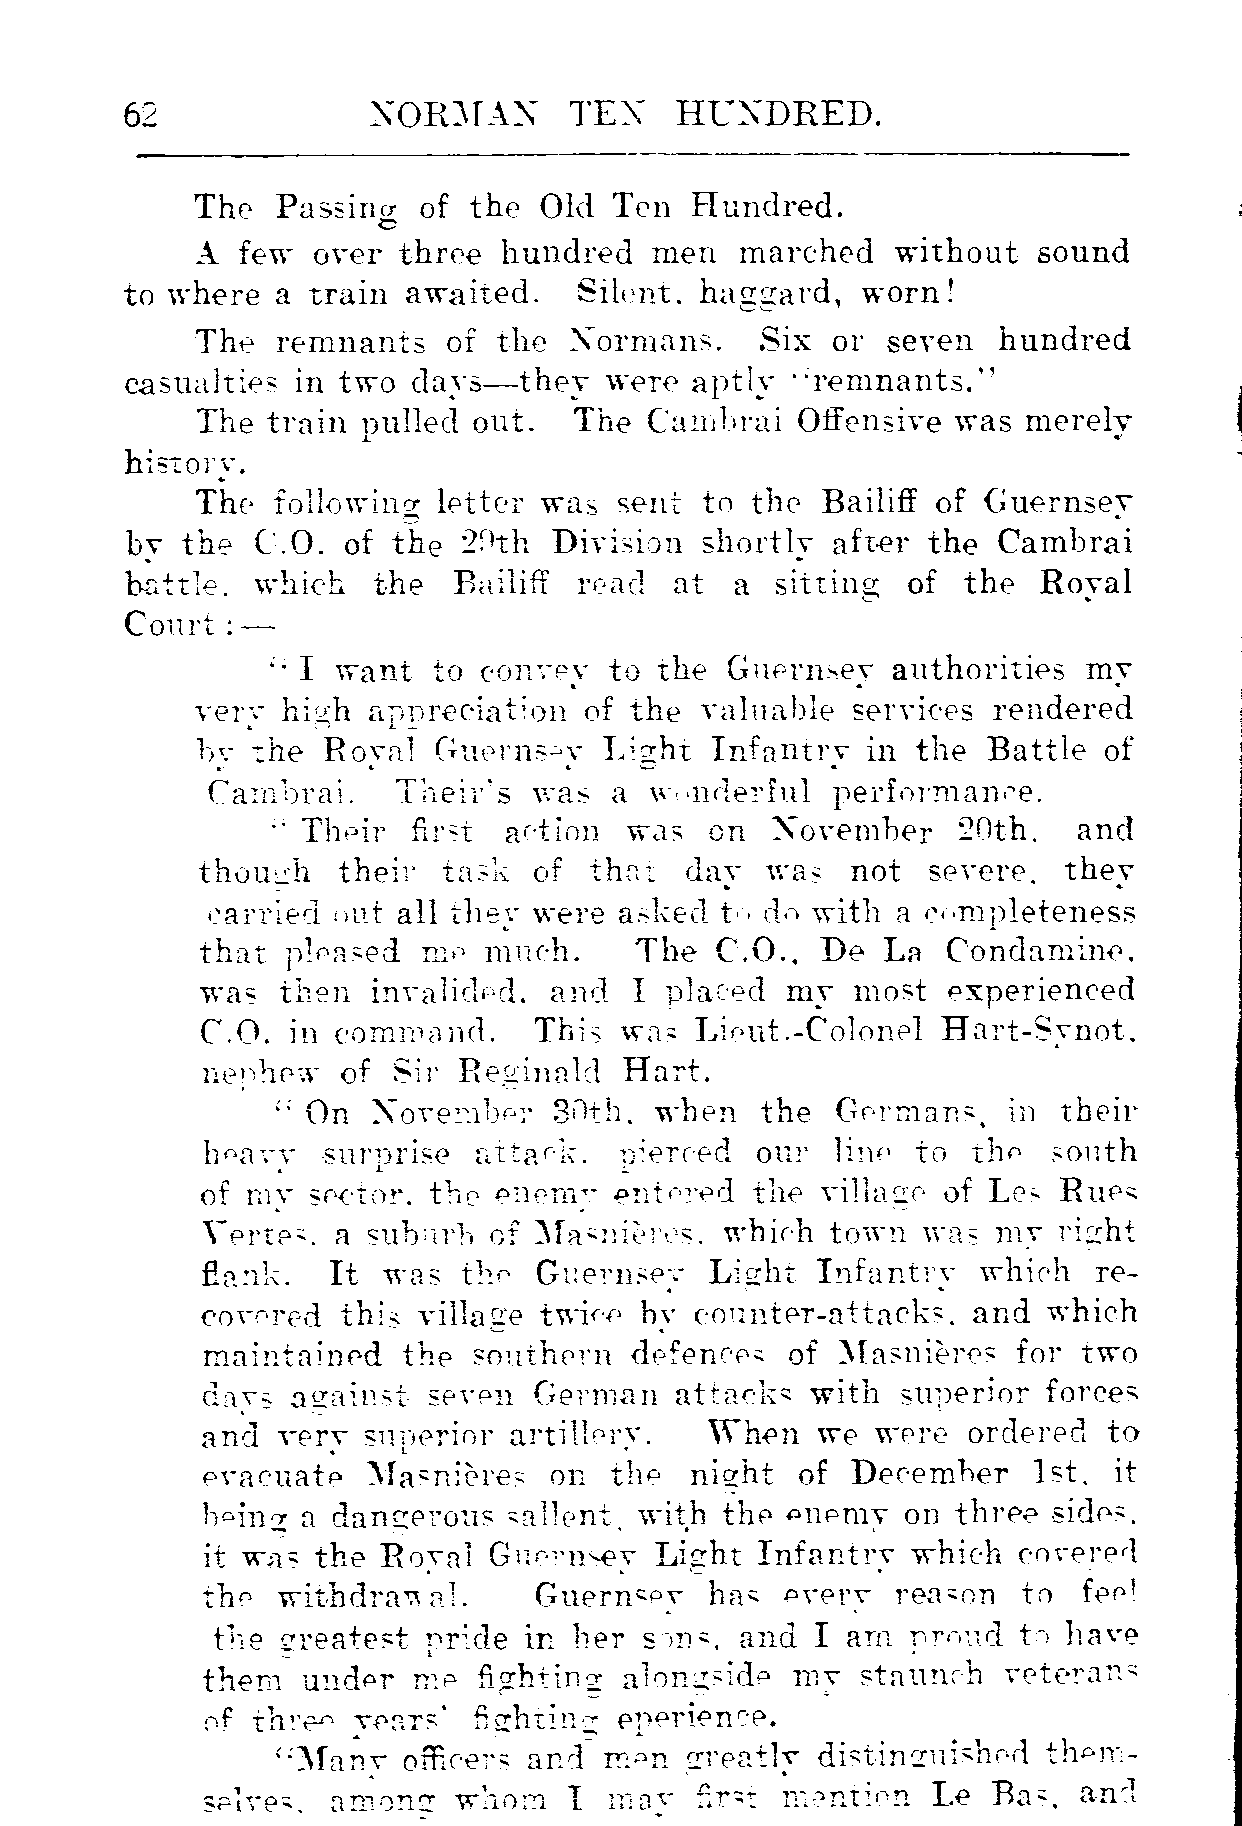 62 NORMAN TEN HUNDRED.
The Passing of the Old Ten Hundred.
A few over three hundred men marched without sound
to where a train awaited. Silent, haggard, worn!
The remnants of the Normans. Six or seven hundred
casualties in two days—they were aptly "remnants."
The train pulled out. The Cambrai Offensive was merely
history.
The following letter was sent to the Bailiff of Guernsey
by the C.O. of the 29th Division shortly after the Cambrai
battle, which the Bailiff read at a sitting of the Royal
Court :—
"I want to convey to the Guernsey authorities my
very high appreciation of the valuable services rendered
by the Royal Guernsey Light Infantry in the Battle of
Cambrai. Their's was a wonderful performance.
"Their first action was on November 20th, and
though their task of that day was not severe, they
carried out all they were asked to do with a completeness
that pleased me much. The C.O., De La Condamine,
was then invalided, and I placed my most experienced
C.O. in command. This was Lieut.-Colonel Hart-Synot,
nephew of Sir Reginald Hart.
"On November 30th, when the Germans, in their
heavy surprise attack, pierced our line to the south
of my sector, the enemy entered the village of Les Rues
Vertes, a suburb of Masnières, which town was my right
flank. It was the Guernsey Light Infantry which re-
covered this village twice by counter-attacks, and which
maintained the southern defences of Masnières for two
days against seven German attacks with superior forces
and very superior artillery. When we were ordered to
evacuate Masnières on the night of December 1st, it
being a dangerous sallent, with the enemy on three sides,
it was the Royal Guernsey Light Infantry which covered
the withdrawal. Guernsey has every reason to feel
the greatest pride in her sons, and I am proud to have
them under me fighting alongside my staunch veterans
of three years' fighting eperience.
"Many officers and men greatly distinguished them-
selves, among whom I may first mention Le Bas, and